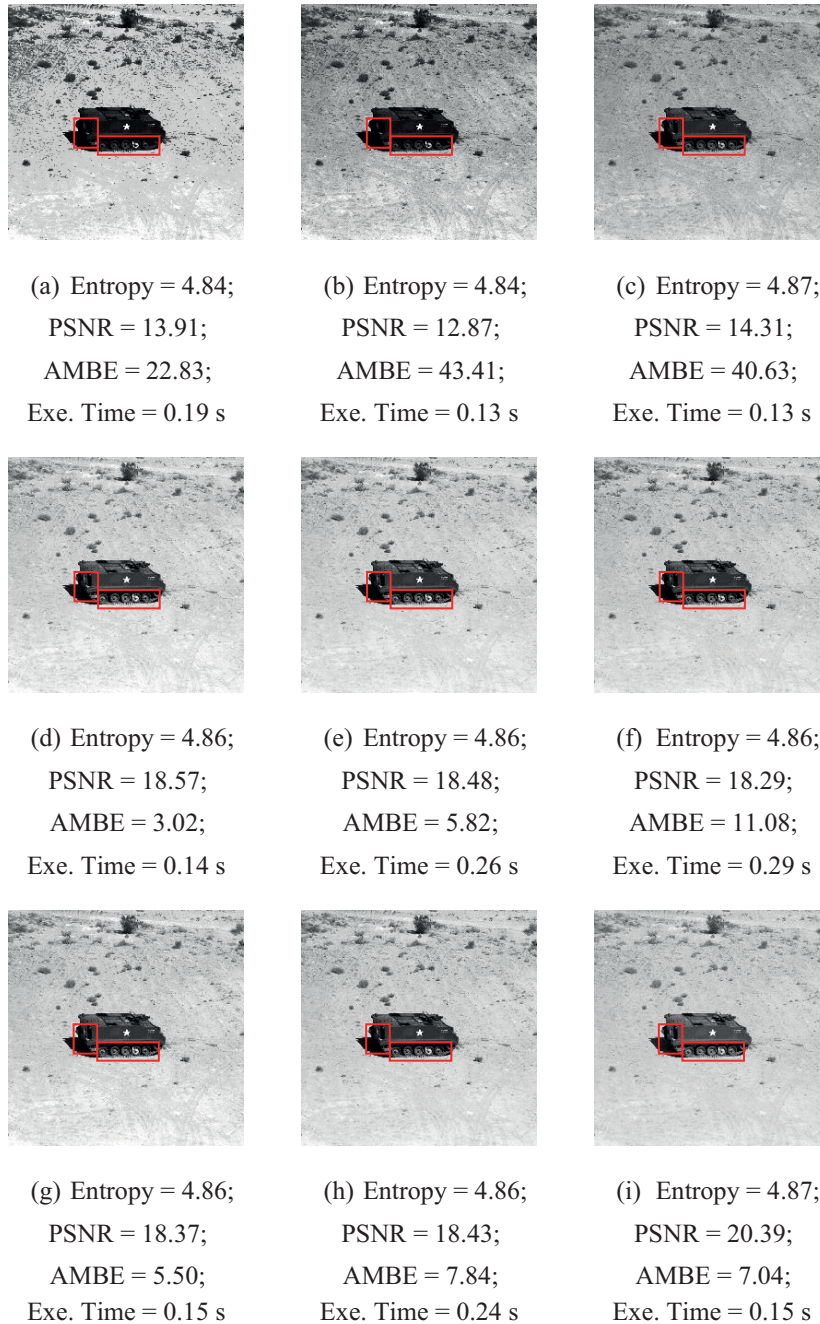 (a) Entropy = 4.84;
PSNR = 13.91;
AMBE = 22.83;
Exe. Time = 0.19 s
(b) Entropy = 4.84;
PSNR = 12.87;
AMBE = 43.41;
Exe. Time = 0.13 s
(c) Entropy = 4.87;
PSNR = 14.31;
AMBE = 40.63;
Exe. Time = 0.13 s
(d) Entropy = 4.86;
PSNR = 18.57;
AMBE = 3.02;
Exe. Time = 0.14 s
(e) Entropy = 4.86;
PSNR = 18.48;
AMBE = 5.82;
Exe. Time = 0.26 s
(f) Entropy = 4.86;
PSNR = 18.29;
AMBE = 11.08;
Exe. Time = 0.29 s
(g) Entropy = 4.86;
PSNR = 18.37;
AMBE = 5.50;
Exe. Time = 0.15 s
(h) Entropy = 4.86;
PSNR = 18.43;
AMBE = 7.84;
Exe. Time = 0.24 s
(i) Entropy = 4.87;
PSNR = 20.39;
AMBE = 7.04;
Exe. Time = 0.15 s